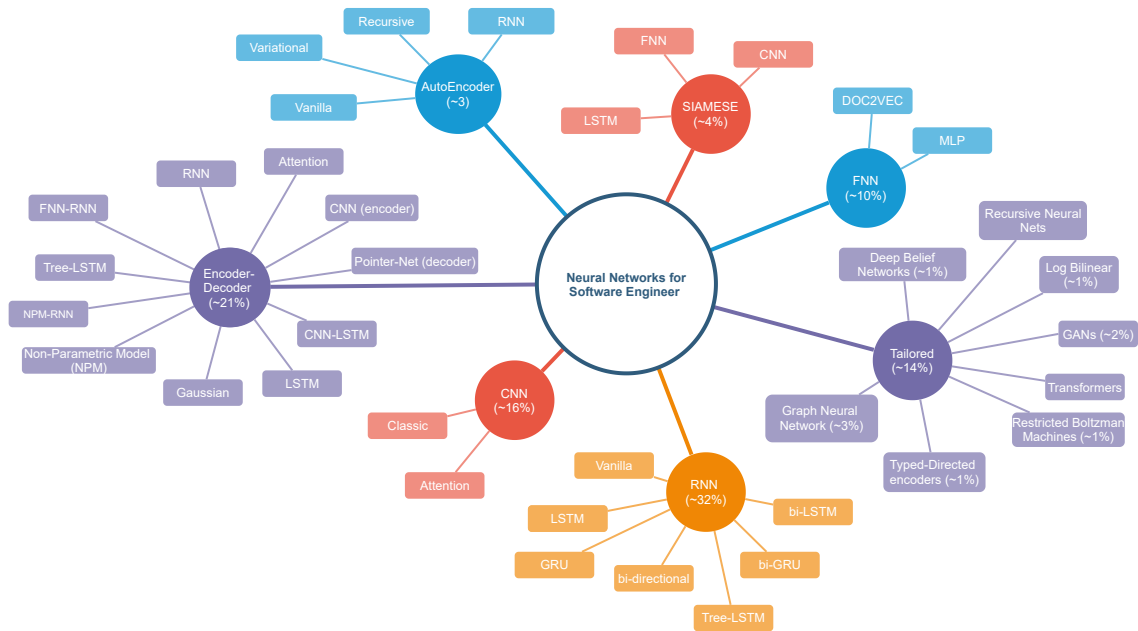 Recursive
RNN
Variational
AutoEncoder
(~3)
Vanilla
FNN
CNN
SIAMESE
(~4%)
LSTM
DOC2VEC
MLP
FNN
(~10%)
RNN
Attention
FNN-RNN
CNN (encoder)
Tree-LSTM
Pointer-Net (decoder)
Encoder-
Decoder
(~21%)
NPM-RNN
CNN-LSTM
Non-Parametric Model
(NPM)
Gaussian
LSTM
Neural Networks for
Software Engineer
Recursive Neural
Nets
Deep Belief
Networks (~1%)
Log Bilinear
(~1%)
GANs (~2%)
Tailored
(~14%)
Transformers
Graph Neural
Network (~3%)
Restricted Boltzman
Machines (~1%)
Typed-Directed
encoders (~1%)
CNN
(~16%)
Classic
Attention
Vanilla
RNN
(~32%)
LSTM
bi-LSTM
GRU
bi-directional
bi-GRU
Tree-LSTM